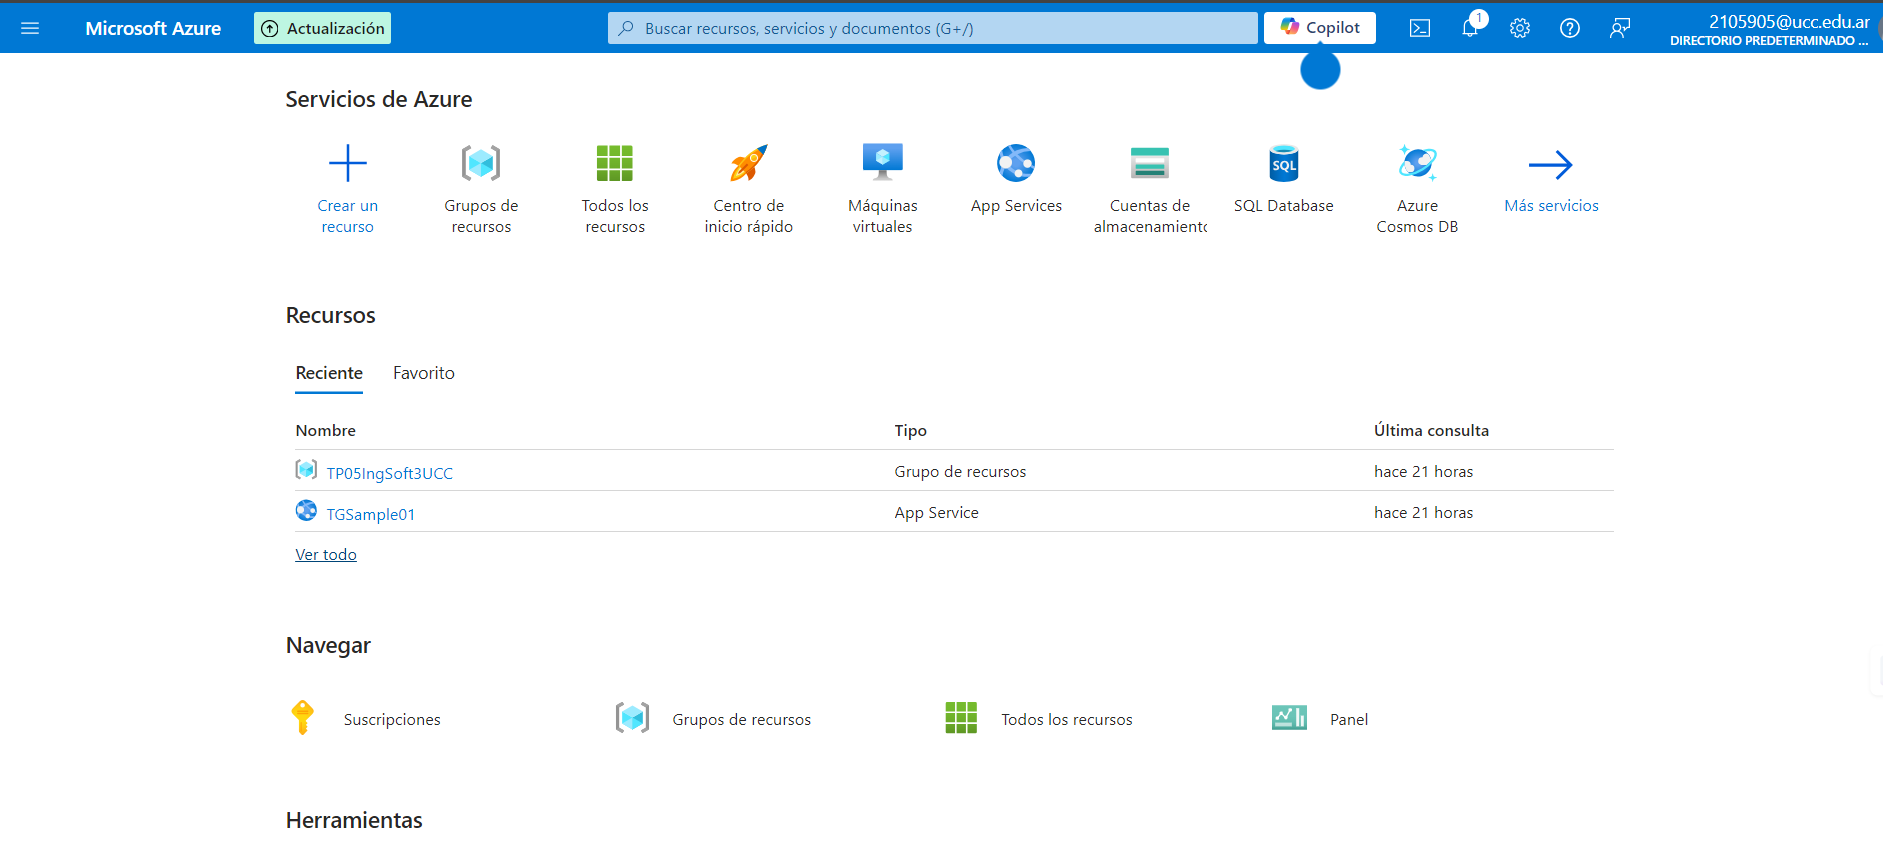 Microsoft Azure
Actualización
Buscar recursos, servicios y documentos (G+/)
Copilot
1
2105905@ucc.edu.ar
DIRECTORIO PREDETERMINADO ...
Servicios de Azure
Crear un
recurso
Grupos de
recursos
Todos los
recursos
Centro de
inicio rápido
Máquinas
virtuales
App Services
Cuentas de
almacenamiento
SQL
SQL Database
Azure
Cosmos DB
Más servicios
Recursos
Reciente
Favorito
Nombre
Tipo
Última consulta
TP05IngSoft3UCC
Grupo de recursos
hace 21 horas
TGSample01
App Service
hace 21 horas
Ver todo
Navegar
Suscripciones
Grupos de recursos
Todos los recursos
Panel
Herramientas